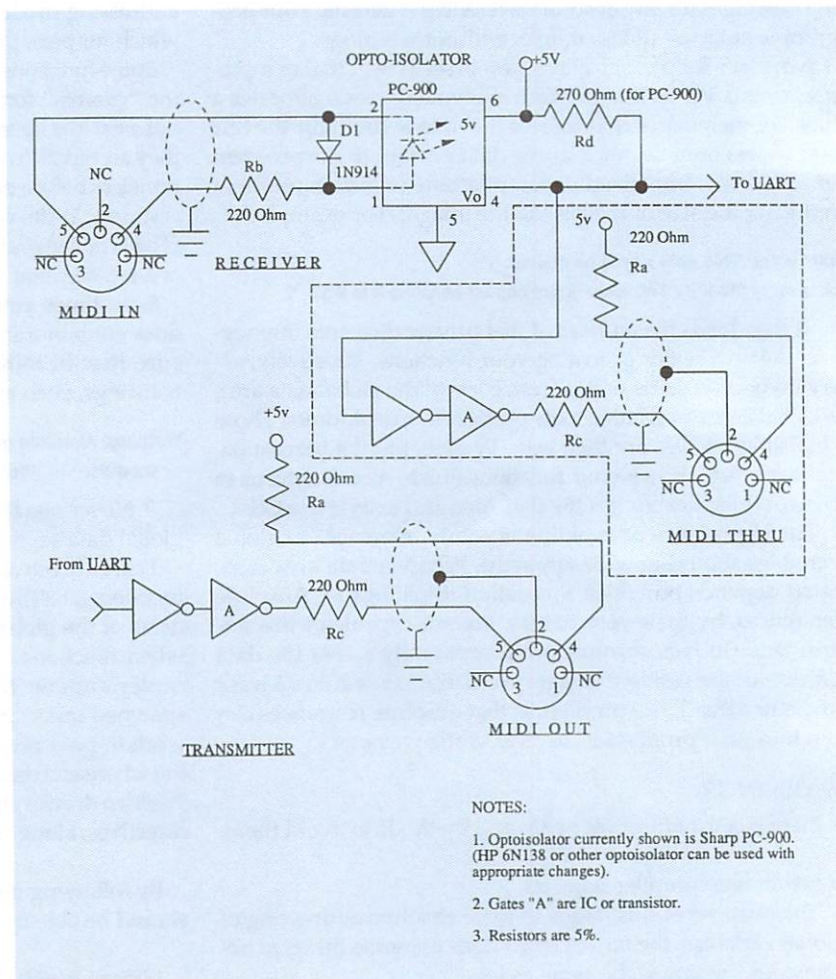 OPTO-ISOLATOR
PC-900
+5V
270 Ohm (for PC-900)
Rd
2
6
D1
5v
1N914
Rb
220 Ohm
1
Vo
4
5
To UART
NC
2
5
4
NC
3
1
NC
MIDI IN
RECEIVER
5v
220 Ohm
Ra
A
220 Ohm
Rc
2
5
4
NC
3
1
NC
MIDI THRU
+5v
220 Ohm
Ra
From UART
A
220 Ohm
Rc
2
5
4
NC
3
1
NC
MIDI OUT
TRANSMITTER
NOTES:
1. Optoisolator currently shown is Sharp PC-900.
(HP 6N138 or other optoisolator can be used with
appropriate changes).
2. Gates "A" are IC or transistor.
3. Resistors are 5%.